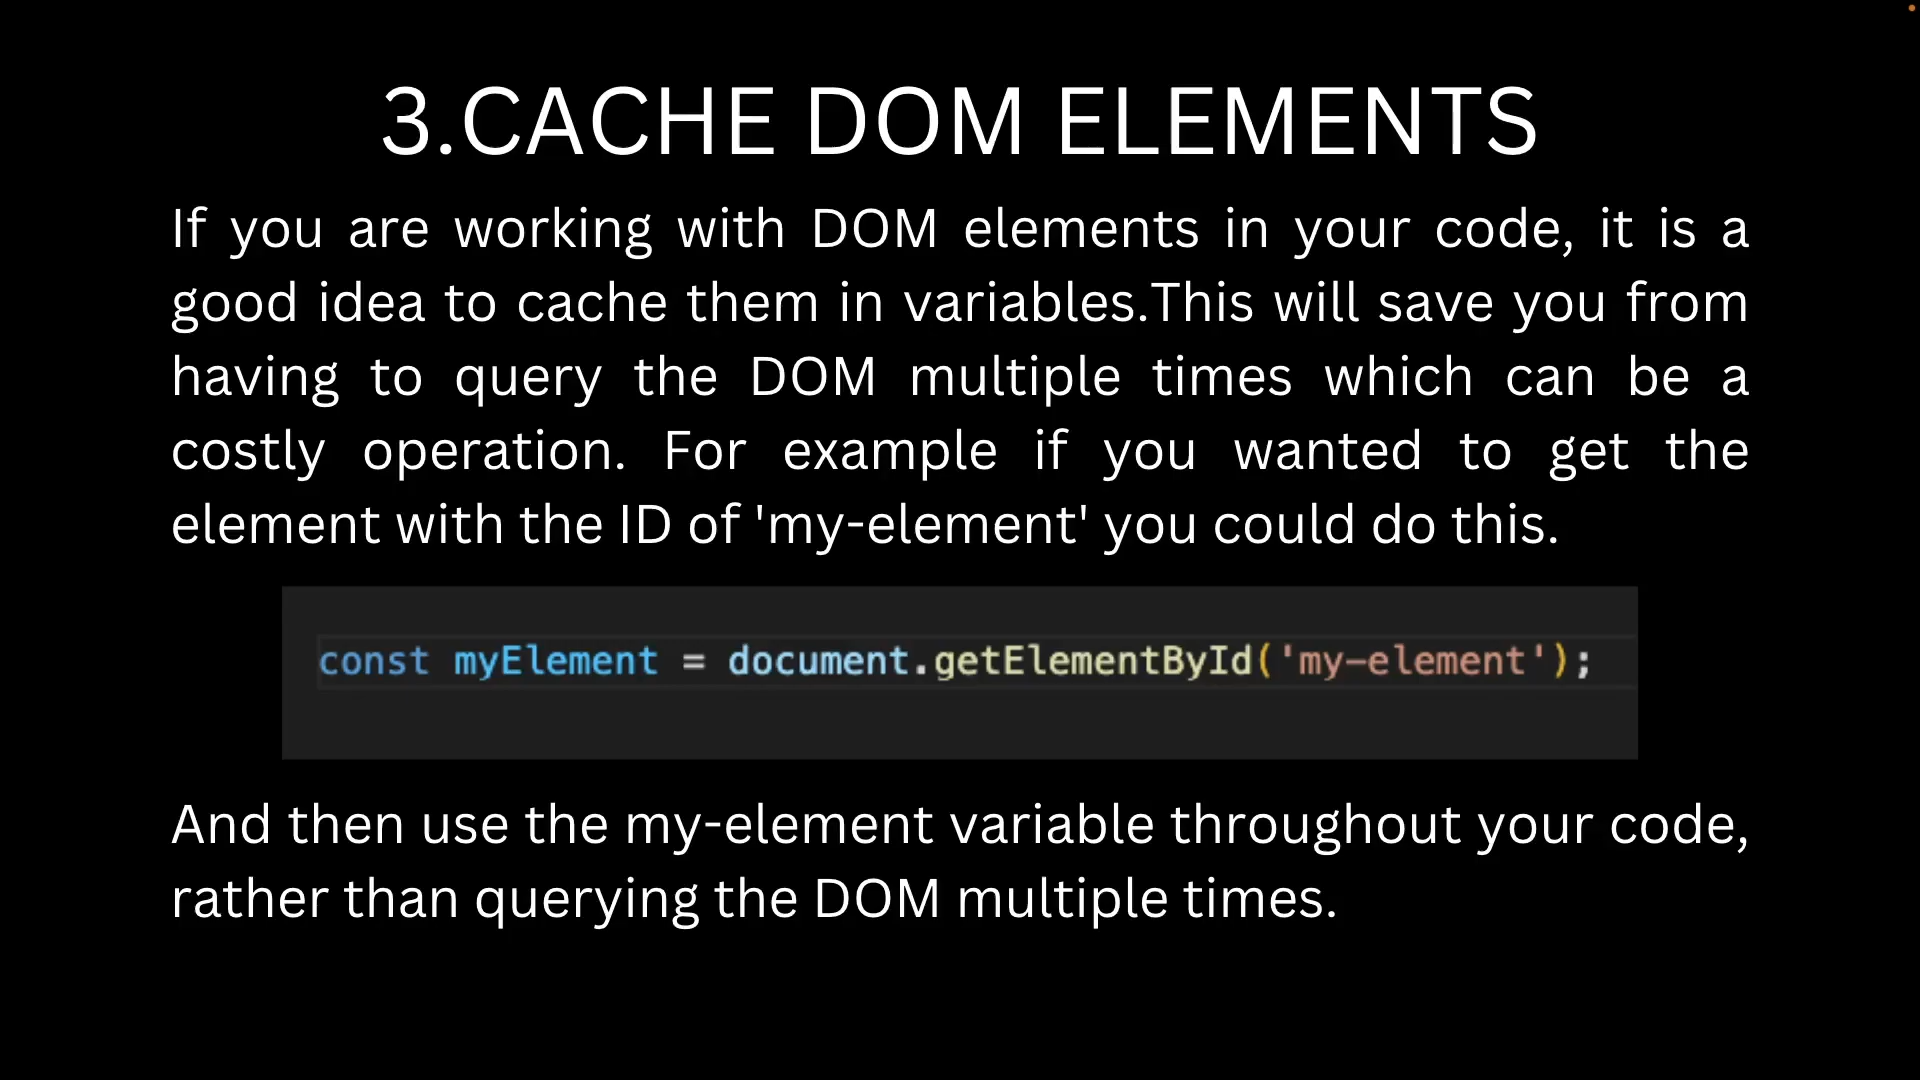 3.CACHE DOM ELEMENTS
If you are working with DOM elements in your code, it is a
good idea to cache them in variables.This will save you from
having to query the DOM multiple times which can be a
costly operation. For example if you wanted to get the
element with the ID of 'my-element' you could do this.
const myElement = document.getElementById('my-element');
And then use the my-element variable throughout your code,
rather than querying the DOM multiple times.